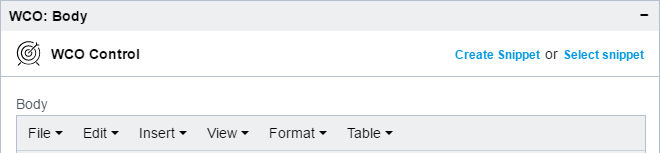 WCO: Body
WCO Control
Create Snippet or Select snippet
Body
File Edit Insert View Format Table